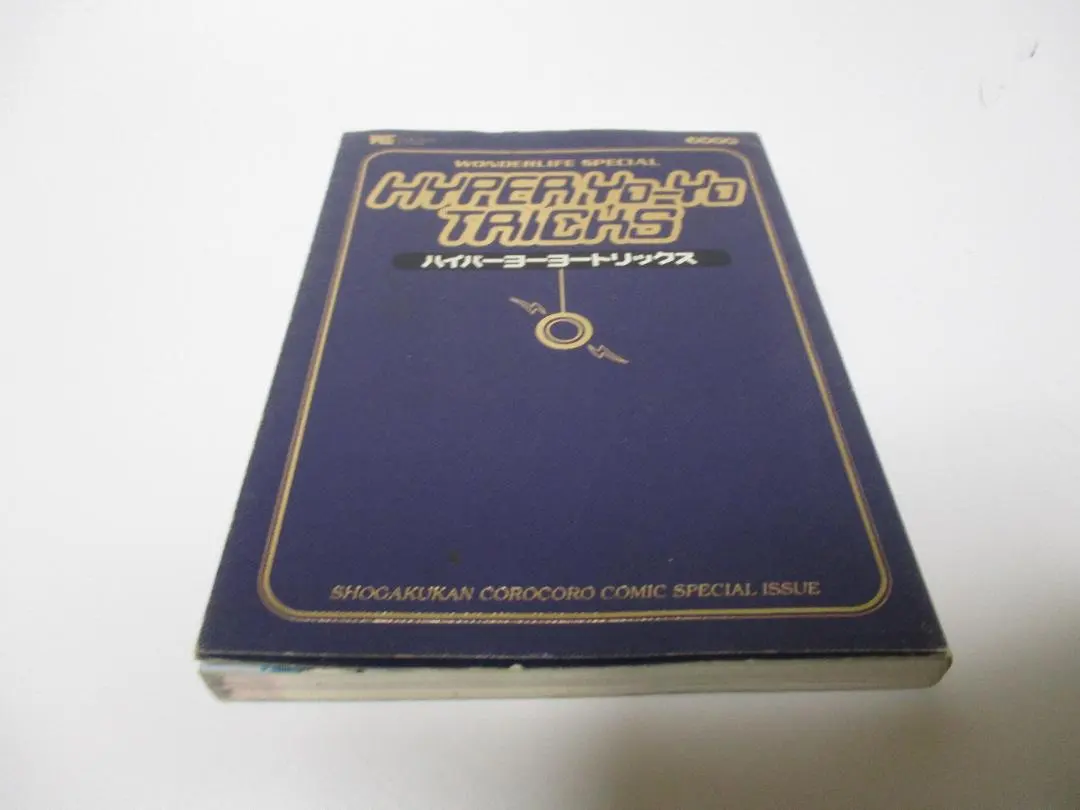 WONDERLIFE SPECIAL
HYPER YO-YO
TRICKS
ハイパーヨーヨートリックス
SHOGAKUKAN COROCORO COMIC SPECIAL ISSUE